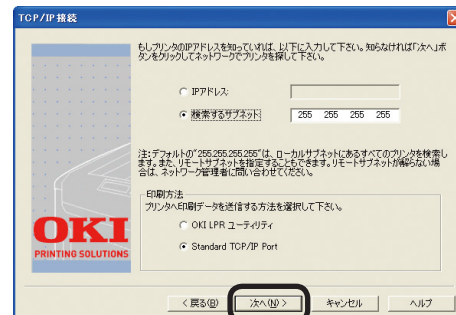 TCP/IP 接続
もしプリンタのIPアドレスを知っていれば、以下に入力して下さい。知らなければ「次へ」ボ
タンをクリックしてネットワークでプリンタを探して下さい。
IPアドレス:
検索するサブネット:
255 255 255 255
注:デフォルトの"255.255.255.255"は、ローカルサブネットにあるすべてのプリンタを検索し
ます。また、リモートサブネットを指定することもできます。リモートサブネットが解らない場
合は、ネットワーク管理者に問い合わせてください。
印刷方法
プリンタへ印刷データを送信する方法を選択して下さい。
OKI LPR ユーティリティ
Standard TCP/IP Port
OKI
PRINTING SOLUTIONS
< 戻る(B)
次へ(N) >
キャンセル
ヘルプ